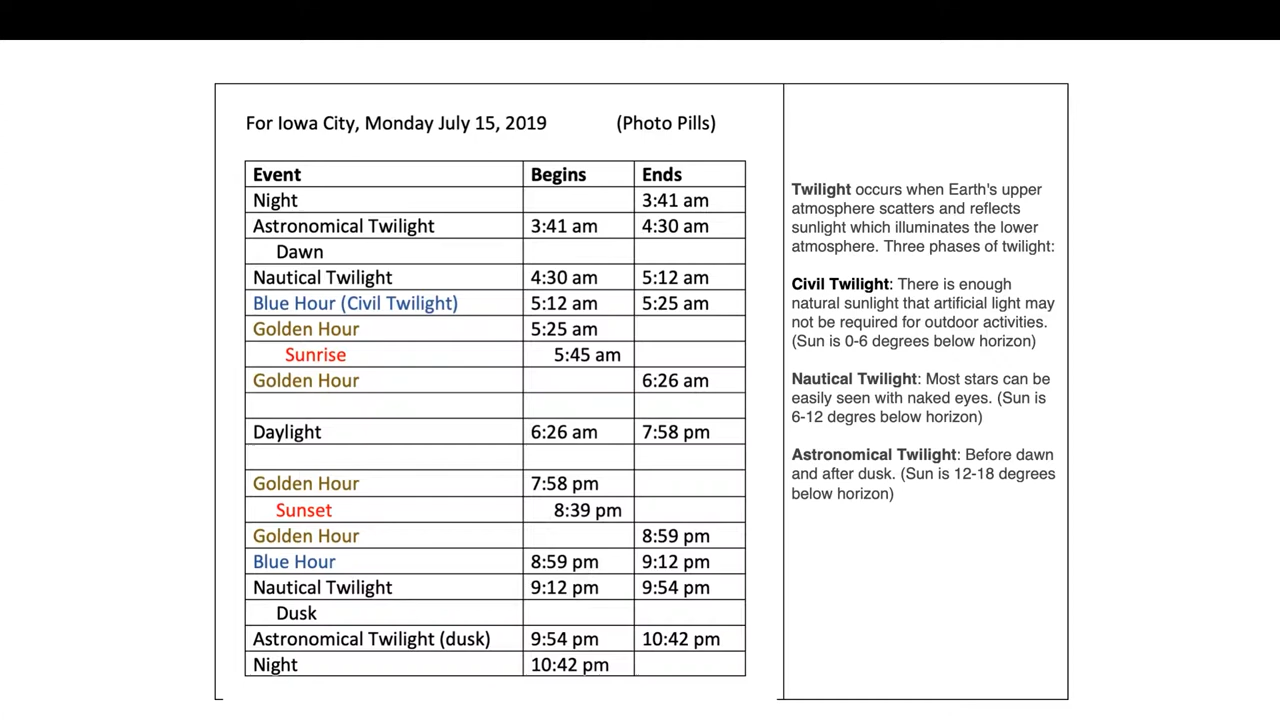 For Iowa City, Monday July 15, 2019 (Photo Pills)
Event Begins Ends
Night 3:41 am
Astronomical Twilight 3:41 am 4:30 am
Dawn
Nautical Twilight 4:30 am 5:12 am
Blue Hour (Civil Twilight) 5:12 am 5:25 am
Golden Hour 5:25 am
Sunrise 5:45 am
Golden Hour 6:26 am
Daylight 6:26 am 7:58 pm
Golden Hour 7:58 pm
Sunset 8:39 pm
Golden Hour 8:59 pm
Blue Hour 8:59 pm 9:12 pm
Nautical Twilight 9:12 pm 9:54 pm
Dusk
Astronomical Twilight (dusk) 9:54 pm 10:42 pm
Night 10:42 pm
Twilight occurs when Earth's upper
atmosphere scatters and reflects
sunlight which illuminates the lower
atmosphere. Three phases of twilight:
Civil Twilight: There is enough
natural sunlight that artificial light may
not be required for outdoor activities.
(Sun is 0-6 degrees below horizon)
Nautical Twilight: Most stars can be
easily seen with naked eyes. (Sun is
6-12 degres below horizon)
Astronomical Twilight: Before dawn
and after dusk. (Sun is 12-18 degrees
below horizon)